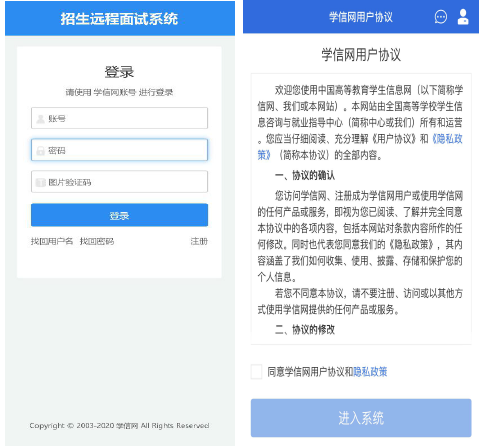 招生远程面试系统
登录
请使用 学信网账号 进行登录
账号
密码
图片验证码
登录
找回用户名 找回密码 注册
Copyright © 2003-2020 学信网 All Rights Reserved
学信网用户协议
学信网用户协议
欢迎您使用中国高等教育学生信息网（以下简称学
信网、我们或本网站）。本网站由全国高等学校学生信
息咨询与就业指导中心（简称中心或我们）所有和运营
。您应当仔细阅读、充分理解《用户协议》和《隐私政
策》（简称本协议）的全部内容。
一、协议的确认
您访问学信网、注册成为学信网用户或使用学信网
的任何产品或服务，即视为您已阅读、了解并完全同意
本协议中的各项内容，包括本网站对条款内容所作的任
何修改。同时也代表您同意我们的《隐私政策》，其内
容涵盖了我们如何收集、使用、披露、存储和保护您的
个人信息。
若您不同意本协议，请不要注册、访问或以其他方
式使用学信网提供的任何产品或服务。
二、协议的修改
同意学信网用户协议和隐私政策
进入系统